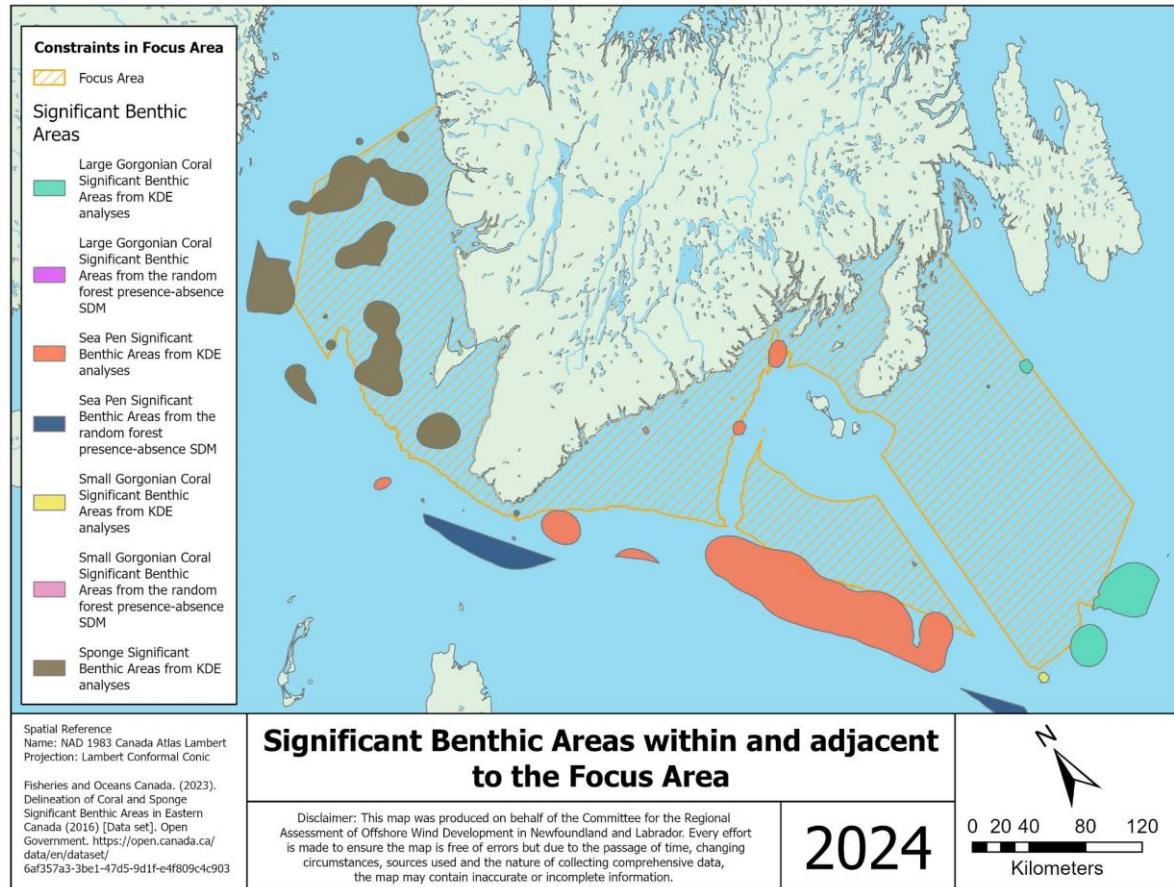 Constraints in Focus Area
Focus Area
Significant Benthic
Areas
Large Gorgonian Coral
Significant Benthic
Areas from KDE
analyses
Large Gorgonian Coral
Significant Benthic
Areas from the random
forest presence-absence
SDM
Sea Pen Significant
Benthic Areas from KDE
analyses
Sea Pen Significant
Benthic Areas from the
random forest
presence-absence SDM
Small Gorgonian Coral
Significant Benthic
Areas from KDE
analyses
Small Gorgonian Coral
Significant Benthic
Areas from the random
forest presence-absence
SDM
Sponge Significant
Benthic Areas from KDE
analyses
Spatial Reference
Name: NAD 1983 Canada Atlas Lambert
Projection: Lambert Conformal Conic
Fisheries and Oceans Canada. (2023).
Delineation of Coral and Sponge
Significant Benthic Areas in Eastern
Canada (2016) [Data set]. Open
Government. https://open.canada.ca/
data/en/dataset/
6af357a3-3be1-47d5-9d1f-e4f809c4c903
Significant Benthic Areas within and adjacent
to the Focus Area
Disclaimer: This map was produced on behalf of the Committee for the Regional
Assessment of Offshore Wind Development in Newfoundland and Labrador. Every effort
is made to ensure the map is free of errors but due to the passage of time, changing
circumstances, sources used and the nature of collecting comprehensive data,
the map may contain inaccurate or incomplete information.
2024
N
0 20 40 80 120
Kilometers